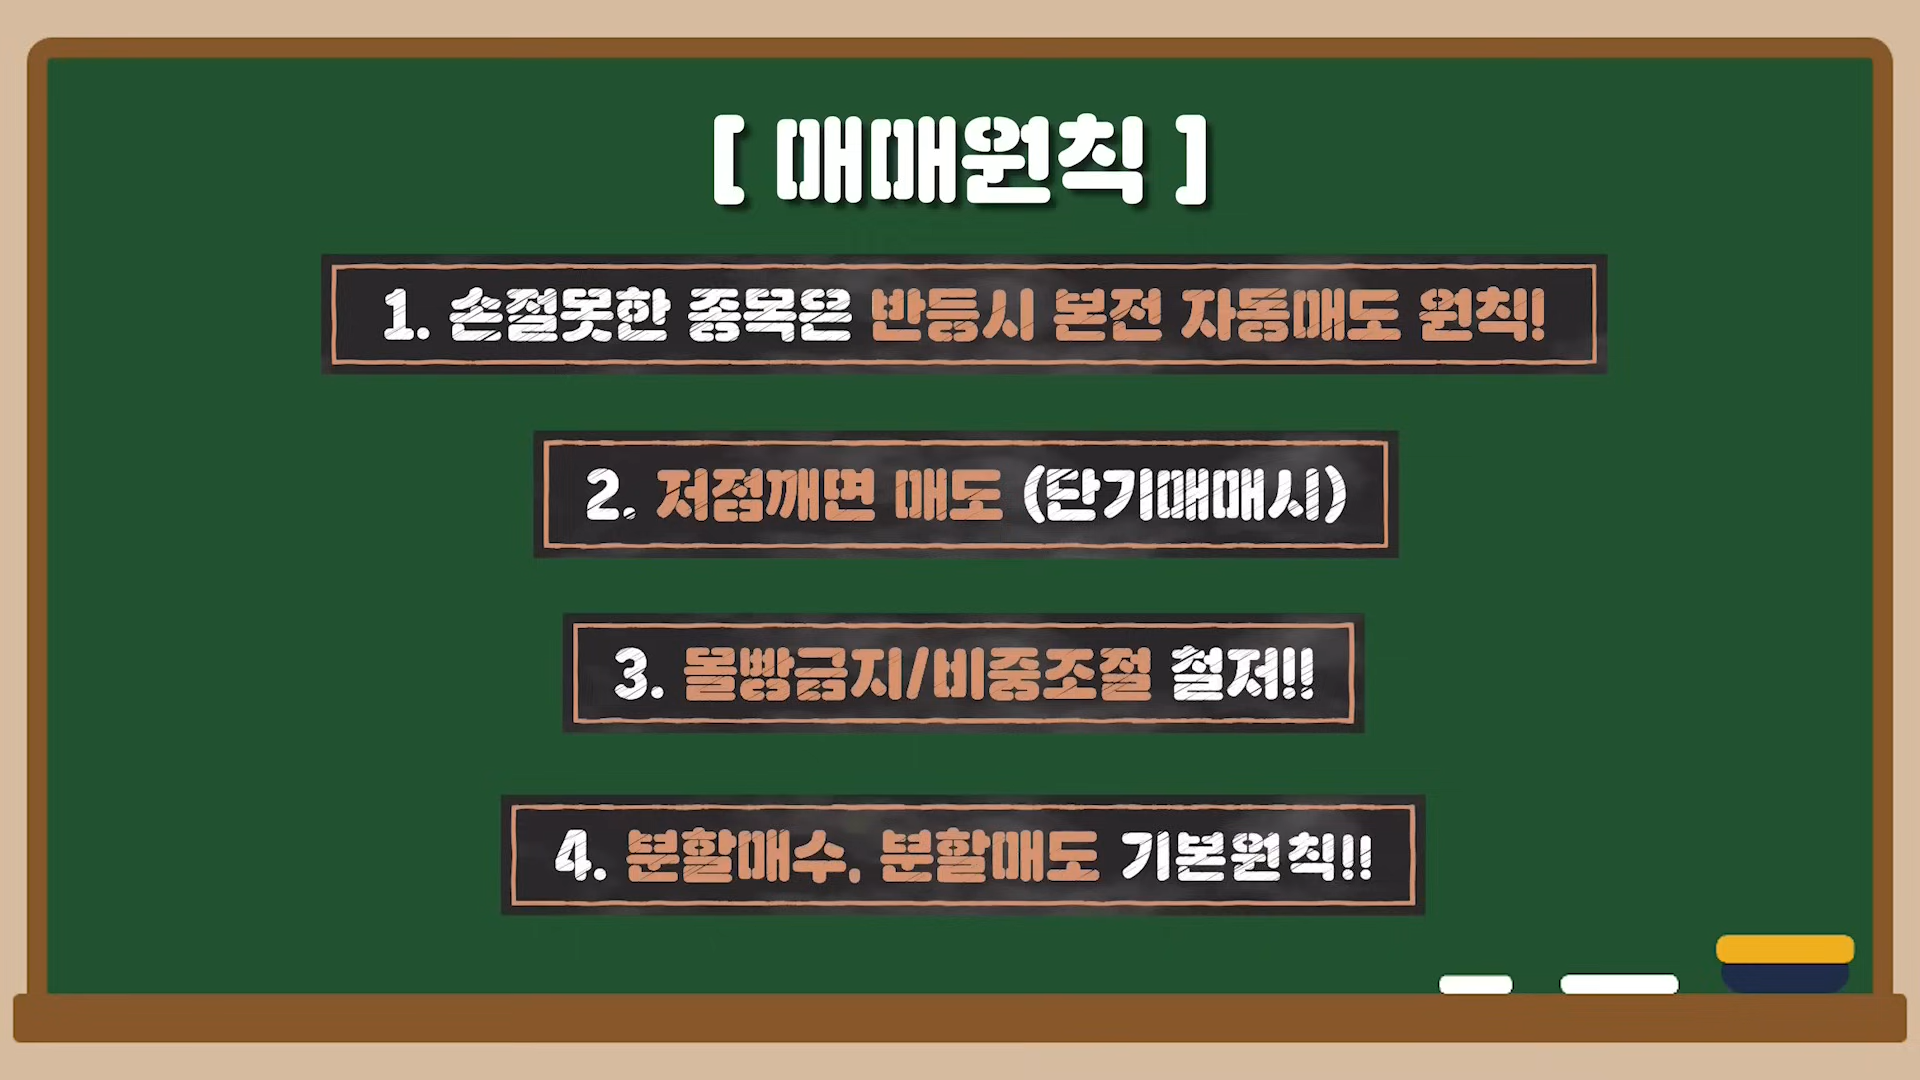 [ 매매원칙 ]
1. 손절못한 종목은 반등시 본전 자동매도 원칙!
2. 저점깨면 매도 (단기매매시)
3. 몰빵금지/비중조절 철저!!
4. 분할매수, 분할매도 기본원칙!!